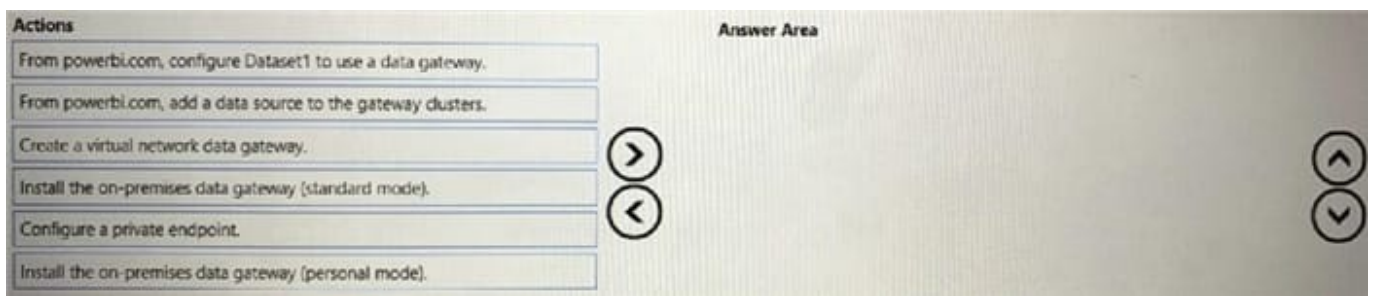 Actions
Answer Area
From powerbi.com, configure Dataset1 to use a data gateway.
From powerbi.com, add a data source to the gateway clusters.
Create a virtual network data gateway.
Install the on-premises data gateway (standard mode).
Configure a private endpoint.
Install the on-premises data gateway (personal mode).